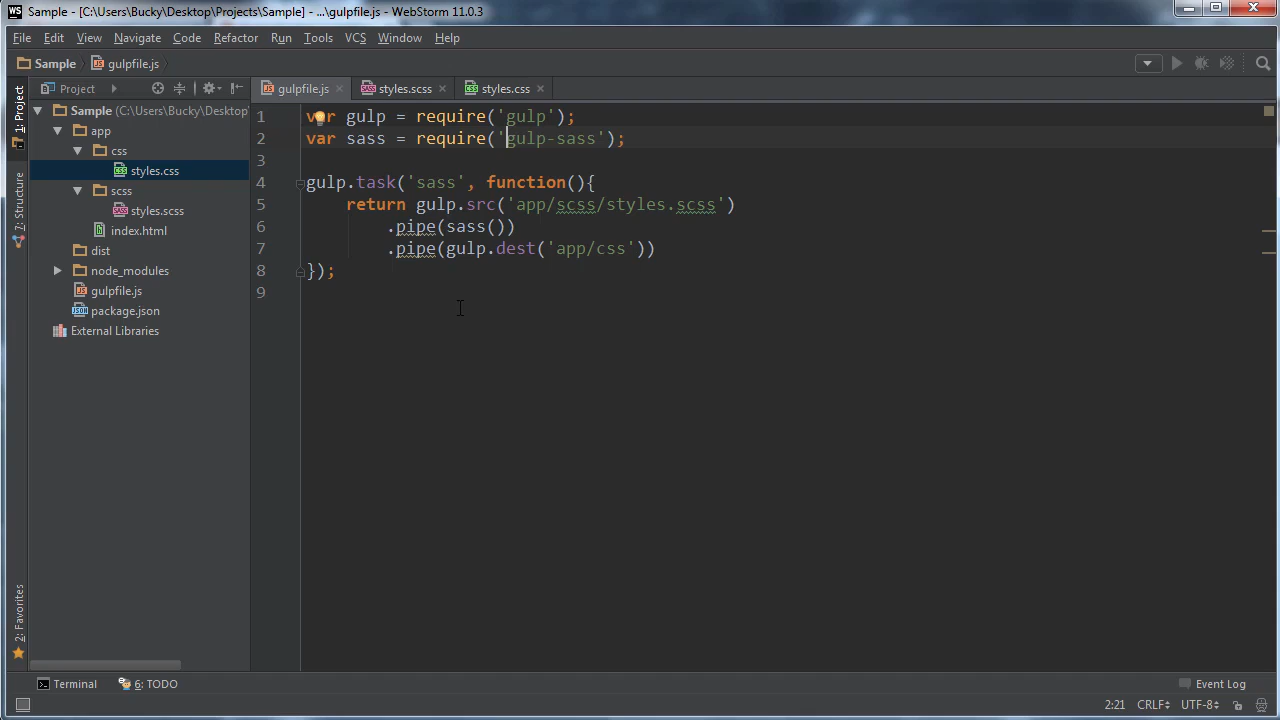 WS Sample - [C:\Users\Bucky\Desktop\Projects\Sample] - ...\gulpfile.js - WebStorm 11.0.3
File Edit View Navigate Code Refactor Run Tools VCS Window Help
Sample gulpfile.js
Project gulpfile.js styles.scss styles.css
1: Project
7: Structure
2: Favorites
Sample (C:\Users\Bucky\Desktop
app
css
styles.css
scss
styles.scss
index.html
dist
node_modules
gulpfile.js
package.json
External Libraries
1 var gulp = require('gulp');
2 var sass = require('gulp-sass');
3
4 gulp.task('sass', function(){
5 return gulp.src('app/scss/styles.scss')
6 .pipe(sass())
7 .pipe(gulp.dest('app/css'))
8 });
9
Terminal 6: TODO Event Log
2:21 CRLF UTF-8